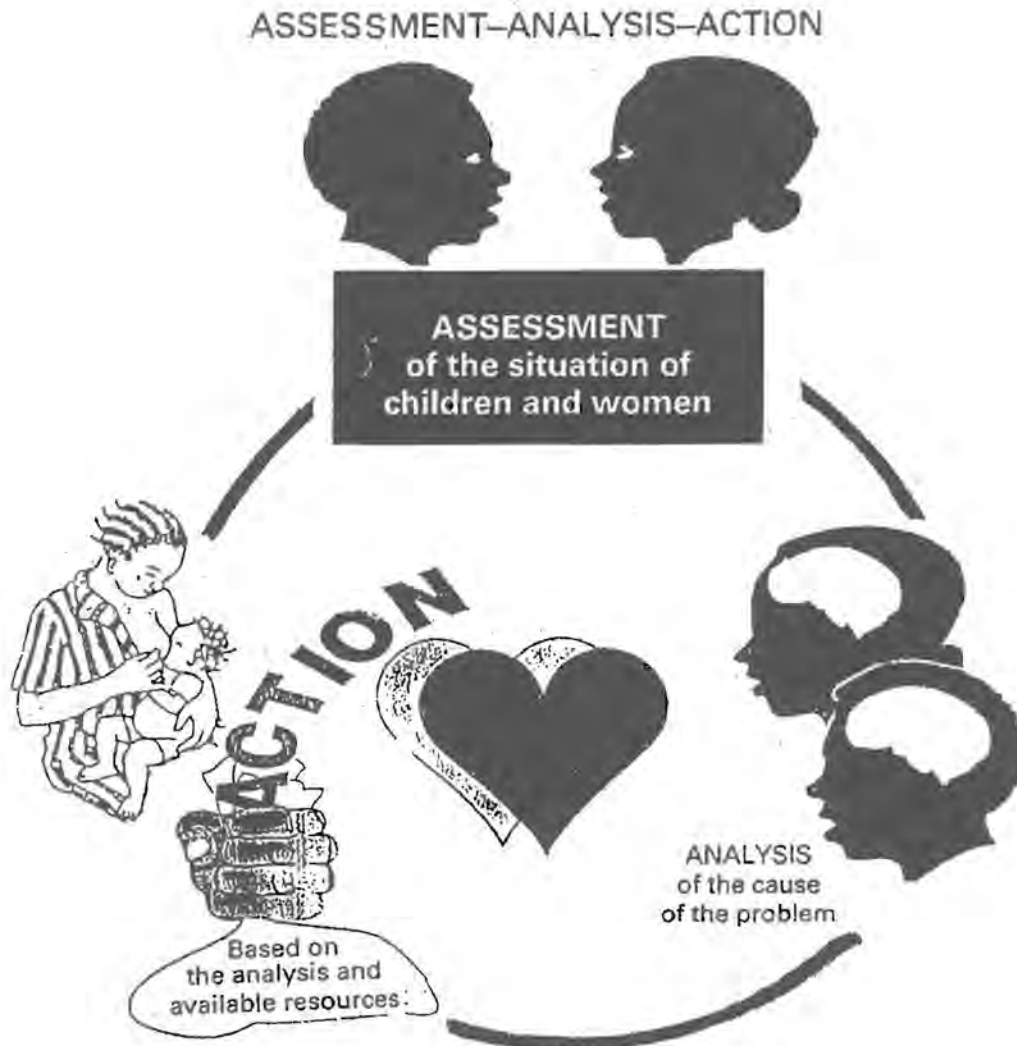 ASSESSMENT–ANALYSIS–ACTION
ASSESSMENT
of the situation of
children and women
ACTION
ANALYSIS
of the cause
of the problem
Based on
the analysis and
available resources.